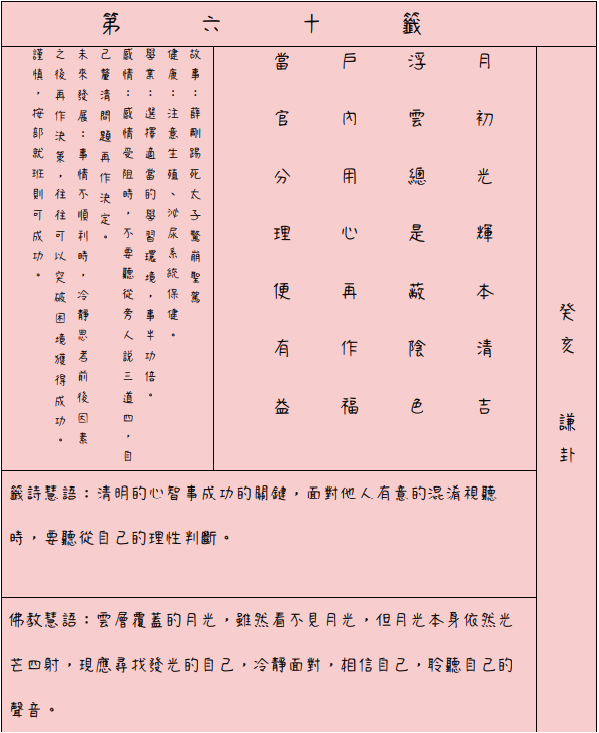 第六十籤
癸亥 謙卦
月初光輝本清吉
浮雲總是蔽陰色
戶內用心再作福
當官分理便有益
故事：薛剛踢死太子驚崩聖駕
健康：注意生殖、泌尿系統保健。
學業：選擇適當的學習環境，事半功倍。
感情：感情受阻時，不要聽從旁人說三道四，自
己釐清問題再作決定。
未來發展：事情不順利時，冷靜思考前後因素
之後再作決策，往往可以突破困境獲得成功。
謹慎，按部就班則可成功。
籤詩慧語：清明的心智事成功的關鍵，面對他人有意的混淆視聽
時，要聽從自己的理性判斷。
佛教慧語：雲層覆蓋的月光，雖然看不見月光，但月光本身依然光
芒四射，現應尋找發光的自己，冷靜面對，相信自己，聆聽自己的
聲音。